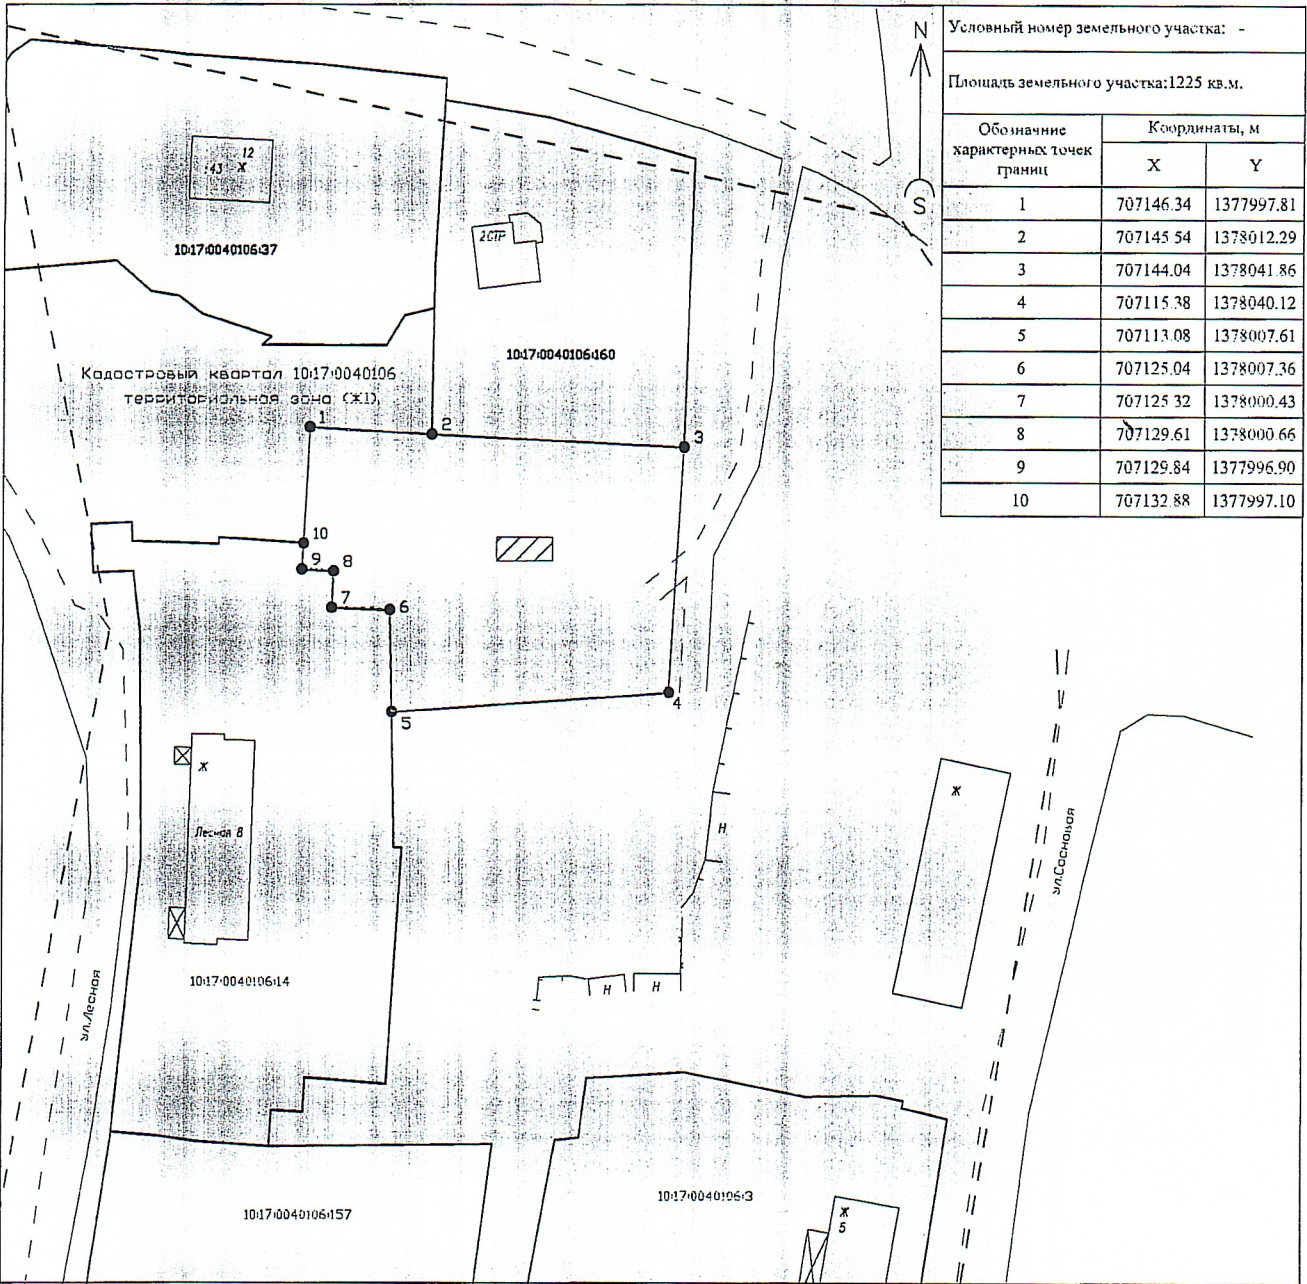 N
S
Условный номер земельного участка: -
Площадь земельного участка:1225 кв.м.
Обозначние характерных точек границ
Координаты, м
X Y
1 707146.34 1377997.81
2 707145.54 1378012.29
3 707144.04 1378041.86
4 707115.38 1378040.12
5 707113.08 1378007.61
6 707125.04 1378007.36
7 707125.32 1378000.43
8 707129.61 1378000.66
9 707129.84 1377996.90
10 707132.88 1377997.10
12
:43 Ж
10:17:0040106:37
2СТР
10:17:0040106:160
Кадастровый квартал 10:17:0040106
территориальная зона (Ж1),
1
2
3
10
9
8
7
6
4
5
Ж
Лесная 8
Н
Ж
ул.Сосновая
10:17:0040106:14
ул.Лесная
Н
Н
10:17:0040106:3
10:17:0040106:157
Ж
5